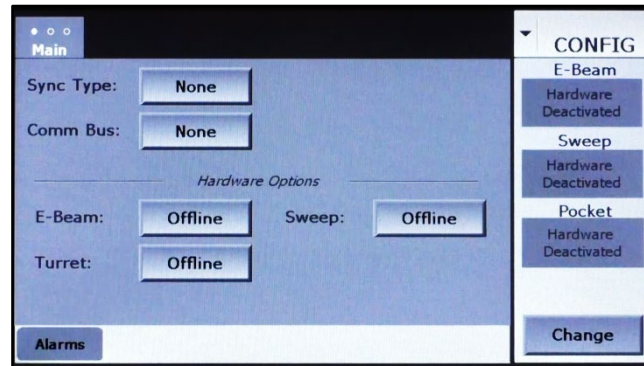 Main
Sync Type: None
Comm Bus: None
Hardware Options
E-Beam: Offline Sweep: Offline
Turret: Offline
Alarms
CONFIG
E-Beam
Hardware
Deactivated
Sweep
Hardware
Deactivated
Pocket
Hardware
Deactivated
Change